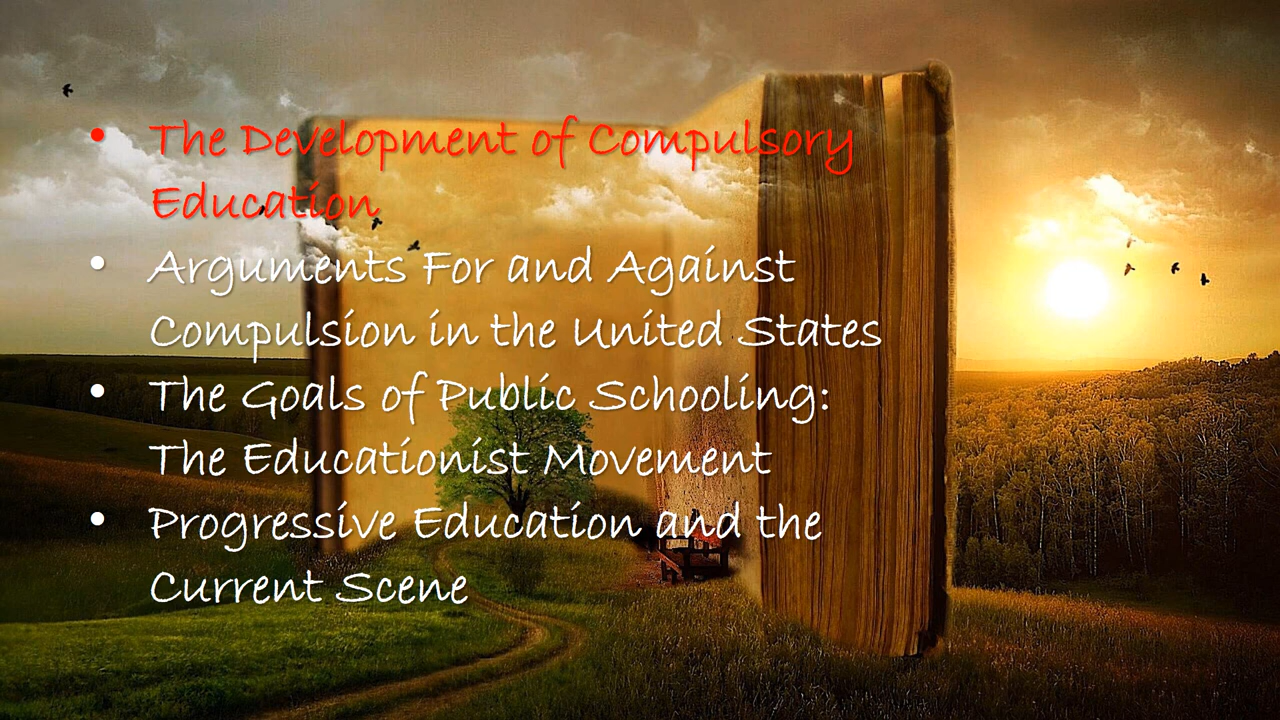 • The Development of Compulsory
Education
• Arguments For and Against
Compulsion in the United States
• The Goals of Public Schooling:
The Educationist Movement
• Progressive Education and the
Current Scene